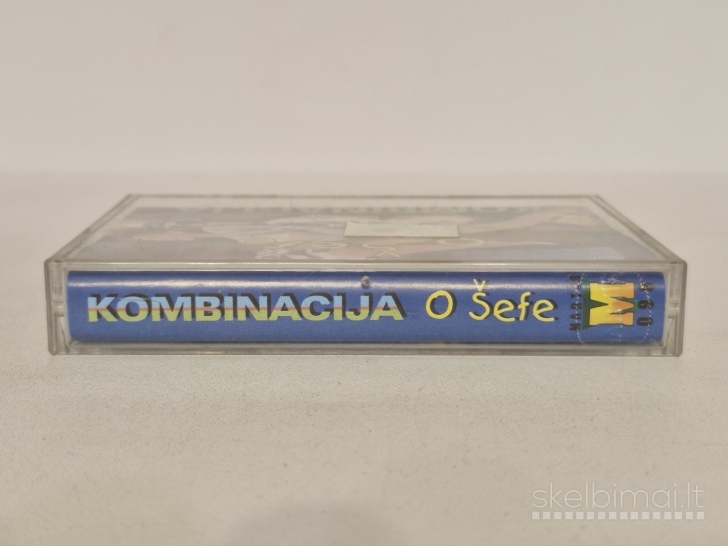 KOMBINACIJA O Šefe
M
skelbimai.lt